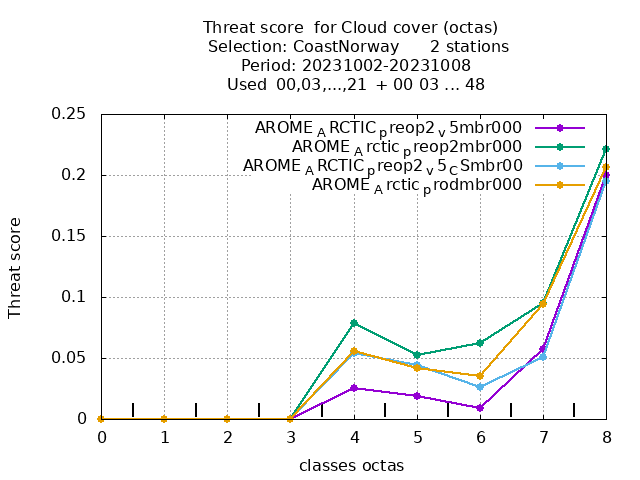 Threat score  for Cloud cover (octas)
Selection: CoastNorway      2 stations
Period: 20231002-20231008
Used  00,03,...,21  + 00 03 ... 48
AROME_ARCTIC_preop2_v5mbr000
AROME_Arctic_preop2mbr000
AROME_ARCTIC_preop2_v5_CSmbr00
AROME_Arctic_prodmbr000
0.25
0.2
0.15
0.1
0.05
0
Threat score
0 1 2 3 4 5 6 7 8
classes octas